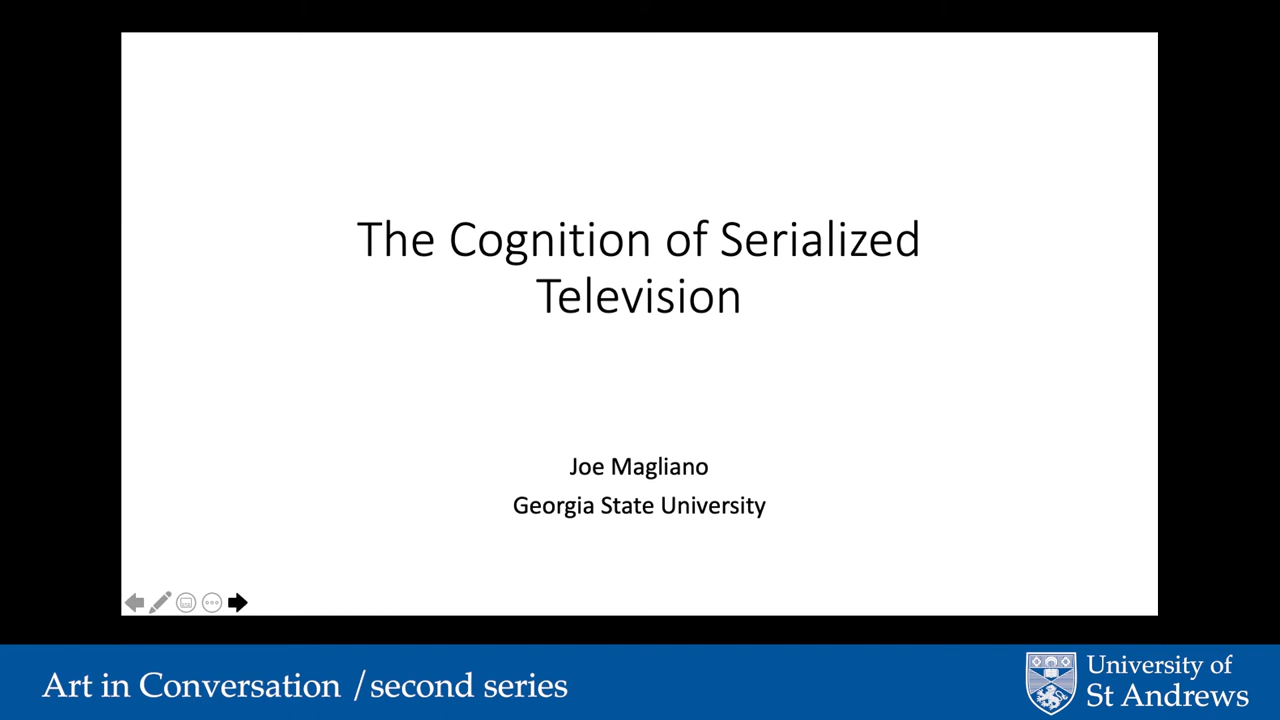 The Cognition of Serialized
Television
Joe Magliano
Georgia State University
Art in Conversation / second series
University of
St Andrews